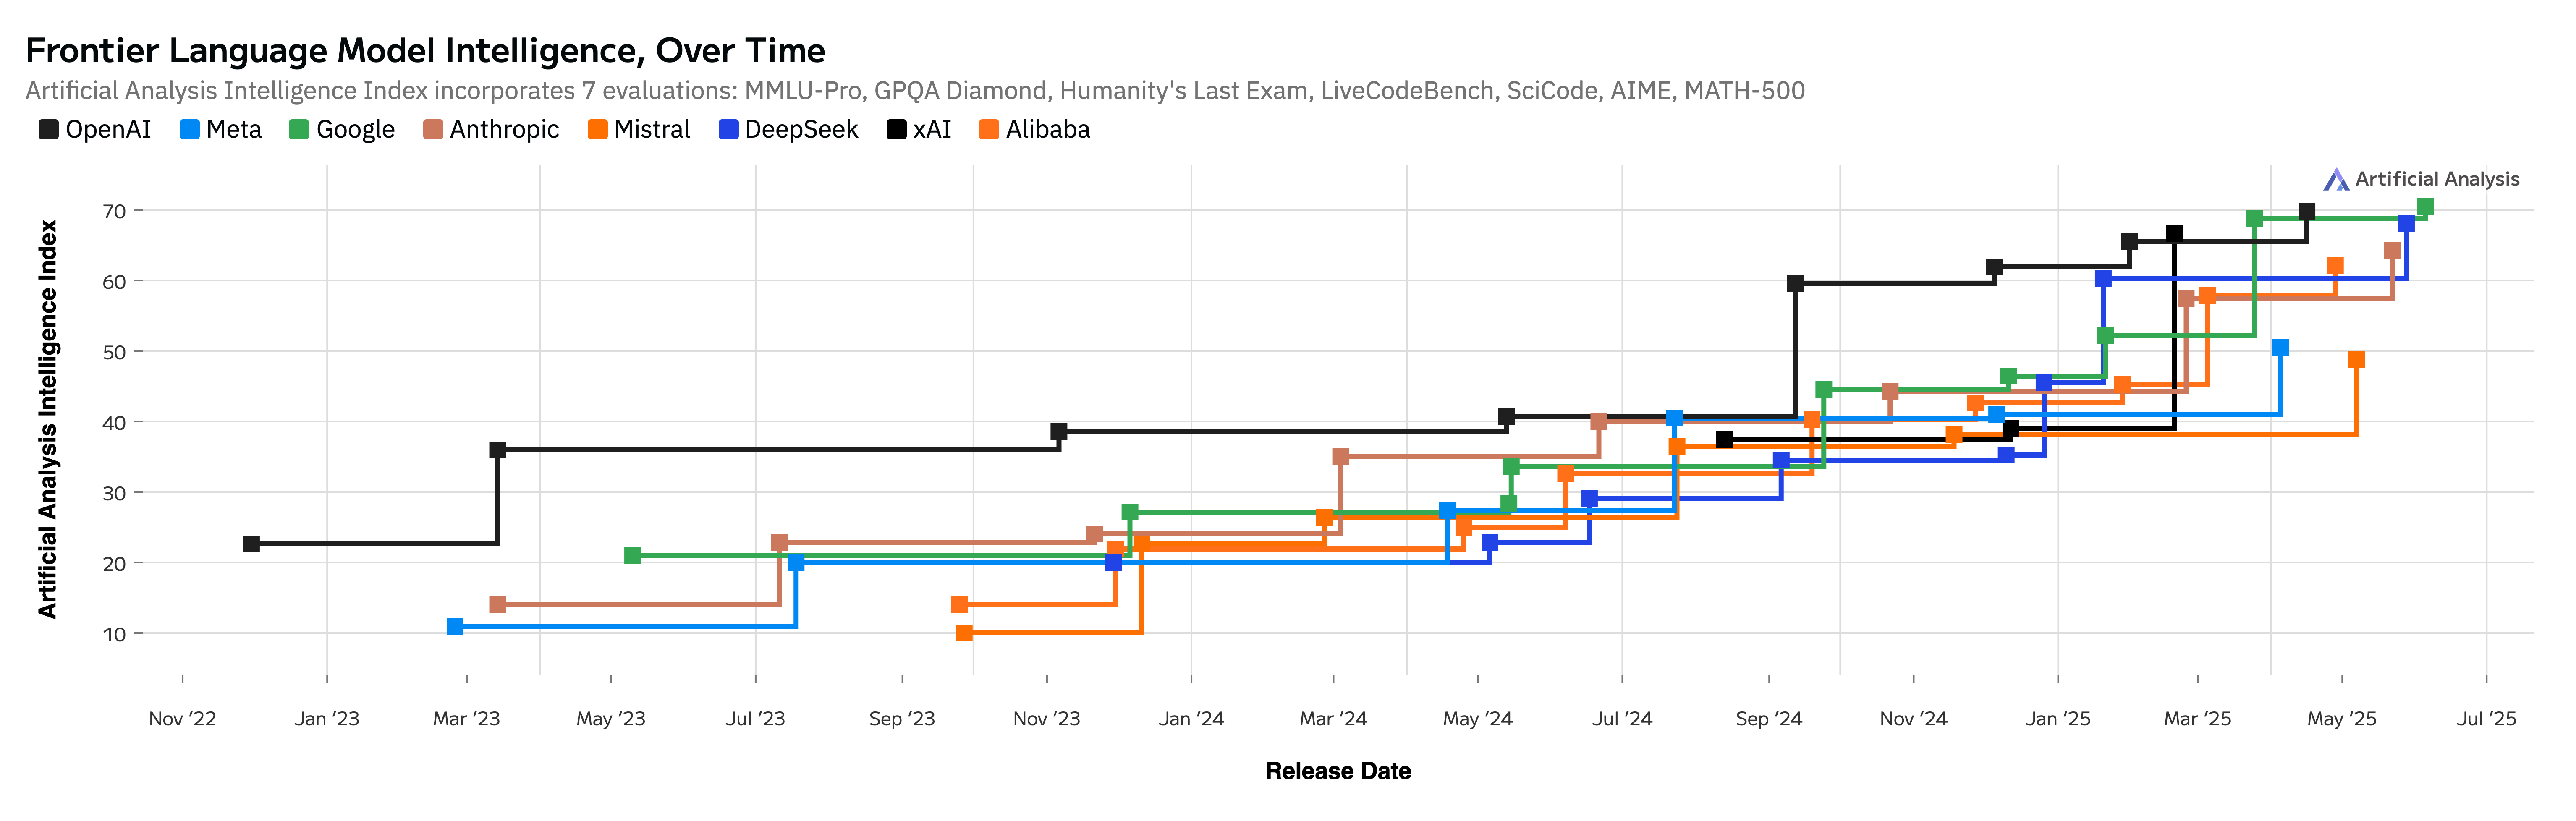 Frontier Language Model Intelligence, Over Time
Artificial Analysis Intelligence Index incorporates 7 evaluations: MMLU-Pro, GPQA Diamond, Humanity's Last Exam, LiveCodeBench, SciCode, AIME, MATH-500
OpenAI Meta Google Anthropic Mistral DeepSeek xAI Alibaba
Artificial Analysis
Artificial Analysis Intelligence Index
70
60
50
40
30
20
10
Nov '22 Jan '23 Mar '23 May '23 Jul '23 Sep '23 Nov '23 Jan '24 Mar '24 May '24 Jul '24 Sep '24 Nov '24 Jan '25 Mar '25 May '25 Jul '25
Release Date